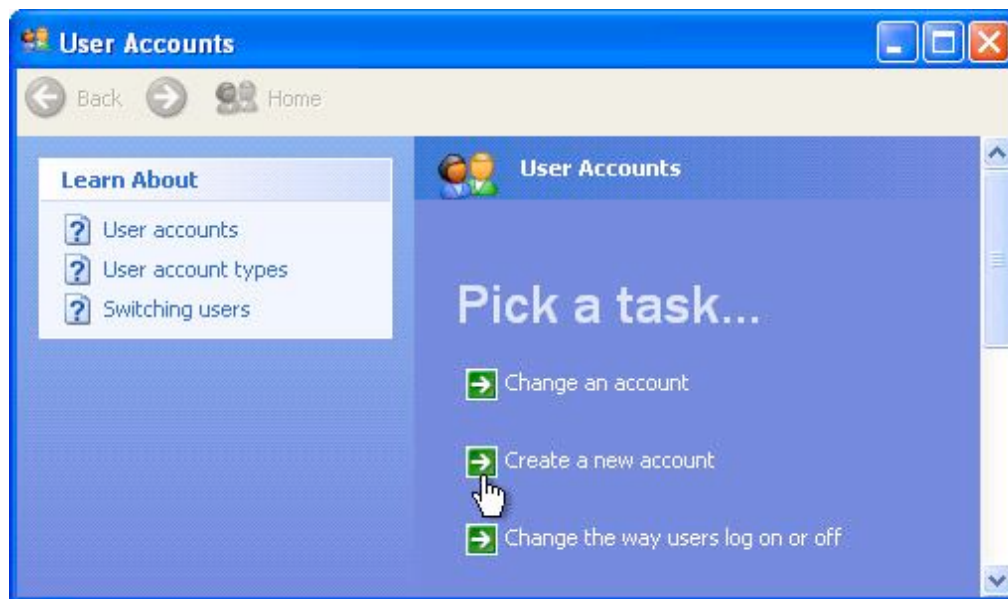 User Accounts
Back Home
Learn About
User accounts
User account types
Switching users
User Accounts
Pick a task...
Change an account
Create a new account
Change the way users log on or off